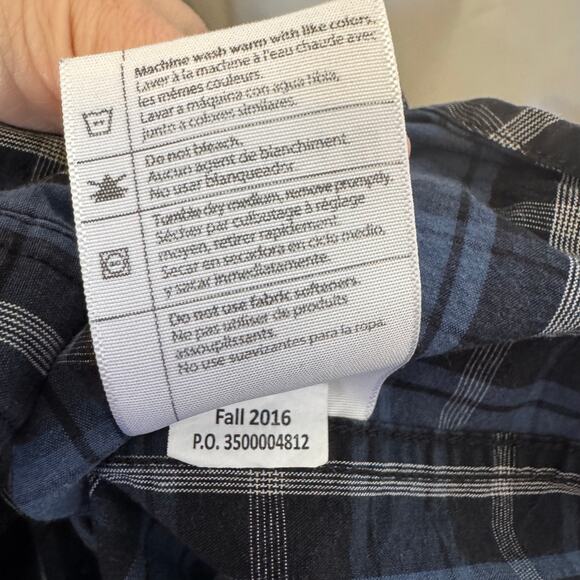 Machine wash warm with like colors.
Laver à la machine à l'eau chaude avec
les mêmes couleurs.
Lavar a máquina con agua tibia,
junto a colores similares.
Do not bleach.
Aucun agent de blanchiment.
No usar blanqueador
Tumble dry medium, remove promptly.
Sécher par culbutage à réglage
moyen, retirer rapidement
Secar en secadora en ciclo medio,
y sacar inmediatamente.
Do not use fabric softeners.
Ne pas utiliser de produits
assouplissants.
No use suavizantes para la ropa.
Fall 2016
P.O. 3500004812